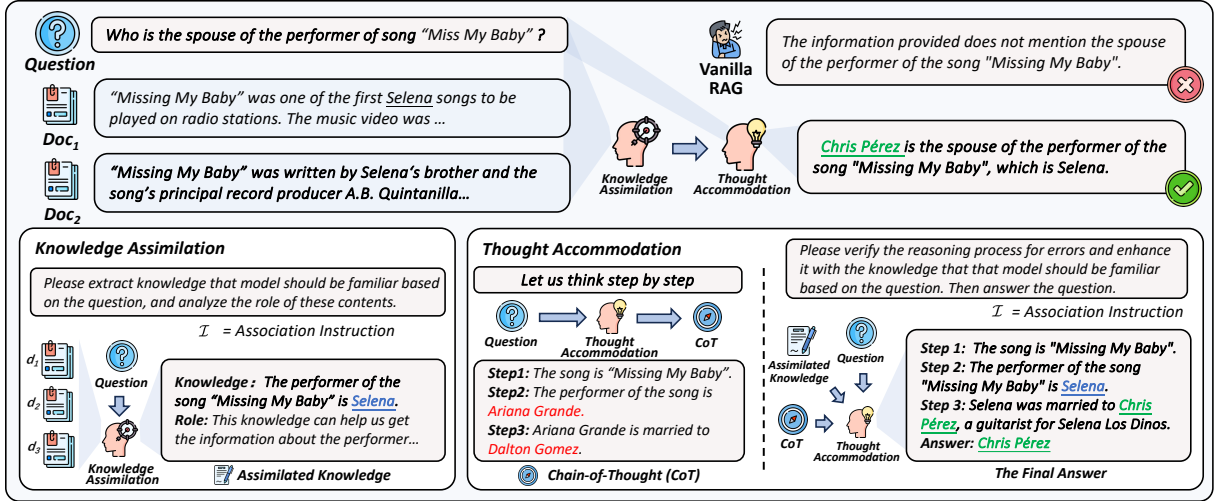 Who is the spouse of the performer of song “Miss My Baby” ?
Question
“Missing My Baby” was one of the first Selena songs to be
played on radio stations. The music video was …
Doc1
“Missing My Baby” was written by Selena‘s brother and the
song’s principal record producer A.B. Quintanilla…
Doc2
Vanilla
RAG
The information provided does not mention the spouse
of the performer of the song "Missing My Baby".
Knowledge
Assimilation
Thought
Accommodation
Chris Pérez is the spouse of the performer of the
song "Missing My Baby", which is Selena.
Knowledge Assimilation
Please extract knowledge that model should be familiar based
on the question, and analyze the role of these contents.
ℐ = Association Instruction
d1
d2
d3
Question
Knowledge
Assimilation
Knowledge: The performer of the
song “Missing My Baby” is Selena.
Role: This knowledge can help us get
the information about the performer…
Assimilated Knowledge
Thought Accommodation
Let us think step by step
Question
Thought
Accommodation
CoT
Step1: The song is “Missing My Baby”.
Step2: The performer of the song is
Ariana Grande.
Step3: Ariana Grande is married to
Dalton Gomez.
Chain-of-Thought (CoT)
Please verify the reasoning process for errors and enhance
it with the knowledge that that model should be familiar
based on the question. Then answer the question.
ℐ = Association Instruction
Assimilated
Knowledge
Question
CoT
Thought
Accommodation
Step 1: The song is "Missing My Baby".
Step 2: The performer of the song
"Missing My Baby" is Selena.
Step 3: Selena was married to Chris
Pérez, a guitarist for Selena Los Dinos.
Answer: Chris Pérez
The Final Answer